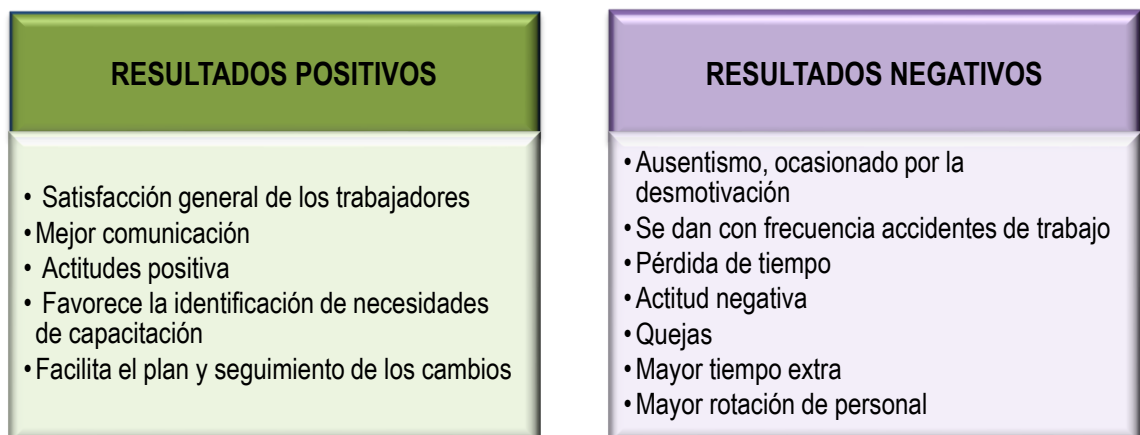 RESULTADOS POSITIVOS
• Satisfacción general de los trabajadores
• Mejor comunicación
• Actitudes positiva
• Favorece la identificación de necesidades
de capacitación
• Facilita el plan y seguimiento de los cambios
RESULTADOS NEGATIVOS
• Ausentismo, ocasionado por la
desmotivación
• Se dan con frecuencia accidentes de trabajo
• Pérdida de tiempo
• Actitud negativa
• Quejas
• Mayor tiempo extra
• Mayor rotación de personal